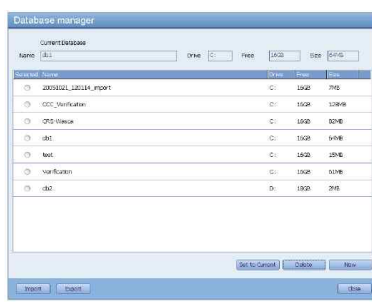 Database manager
Current Database
Name db1 Drive C: Free 16GB Size 64MB
Selected Name Drive Free Size
20051021_120114_import C: 16GB 7MB
CCC_Verification C: 16GB 128MB
C: 16GB 82MB
db1 C: 16GB 64MB
test C: 16GB 15MB
Verification C: 16GB 61MB
db2 D: 18GB 2MB
Set to Current Delete New
Import Export Close